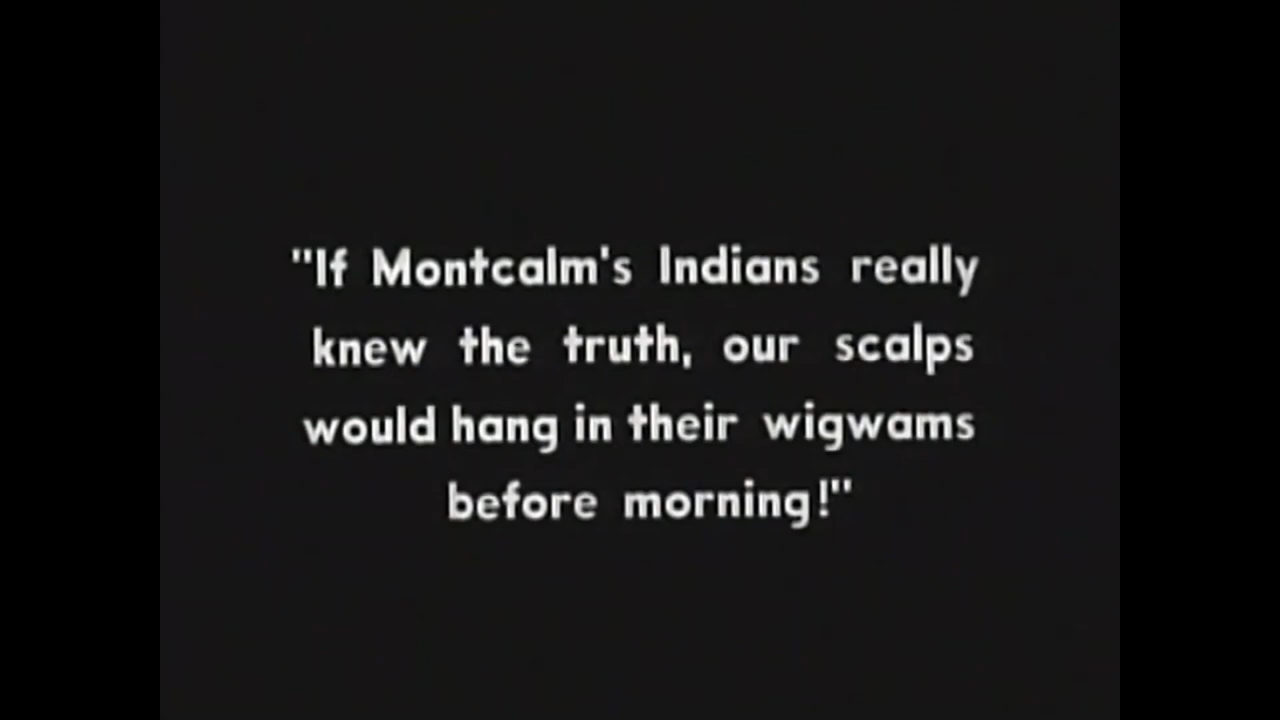 "If Montcalm's Indians really
knew the truth, our scalps
would hang in their wigwams
before morning!"